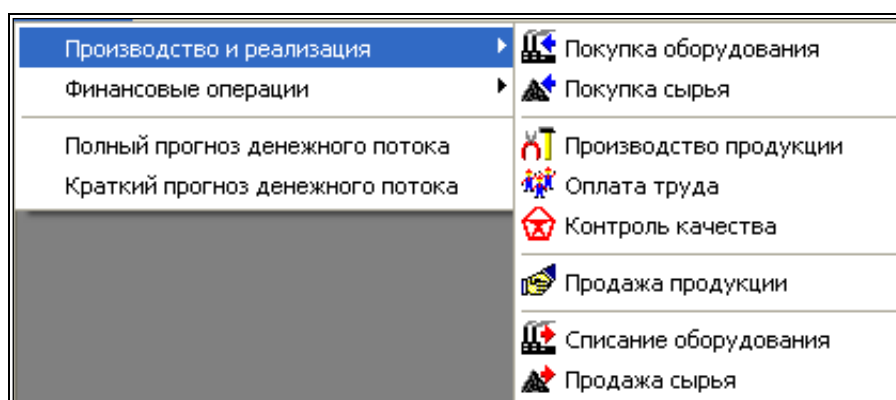 Производство и реализация
Финансовые операции
Полный прогноз денежного потока
Краткий прогноз денежного потока
Покупка оборудования
Покупка сырья
Производство продукции
Оплата труда
Контроль качества
Продажа продукции
Списание оборудования
Продажа сырья